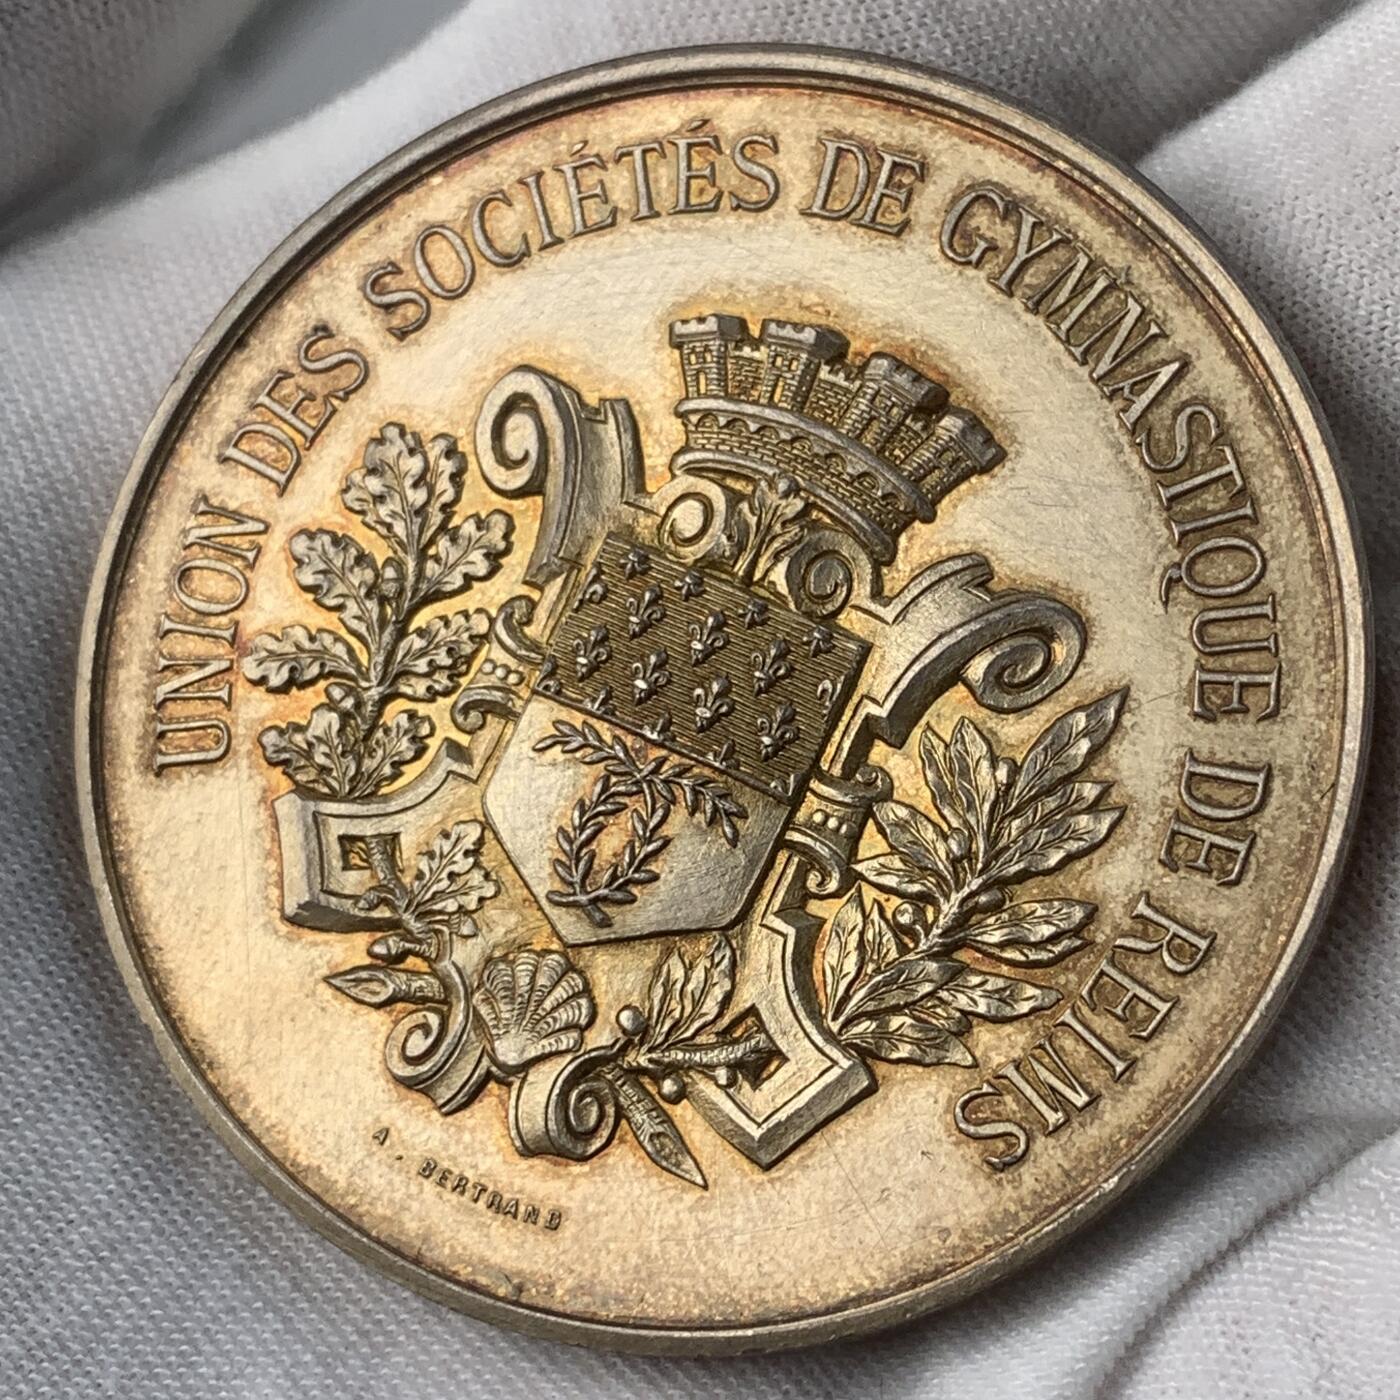 UNION DES SOCIÉTÉS DE GYMNASTIQUE DE REIMS
A. BERTRAND